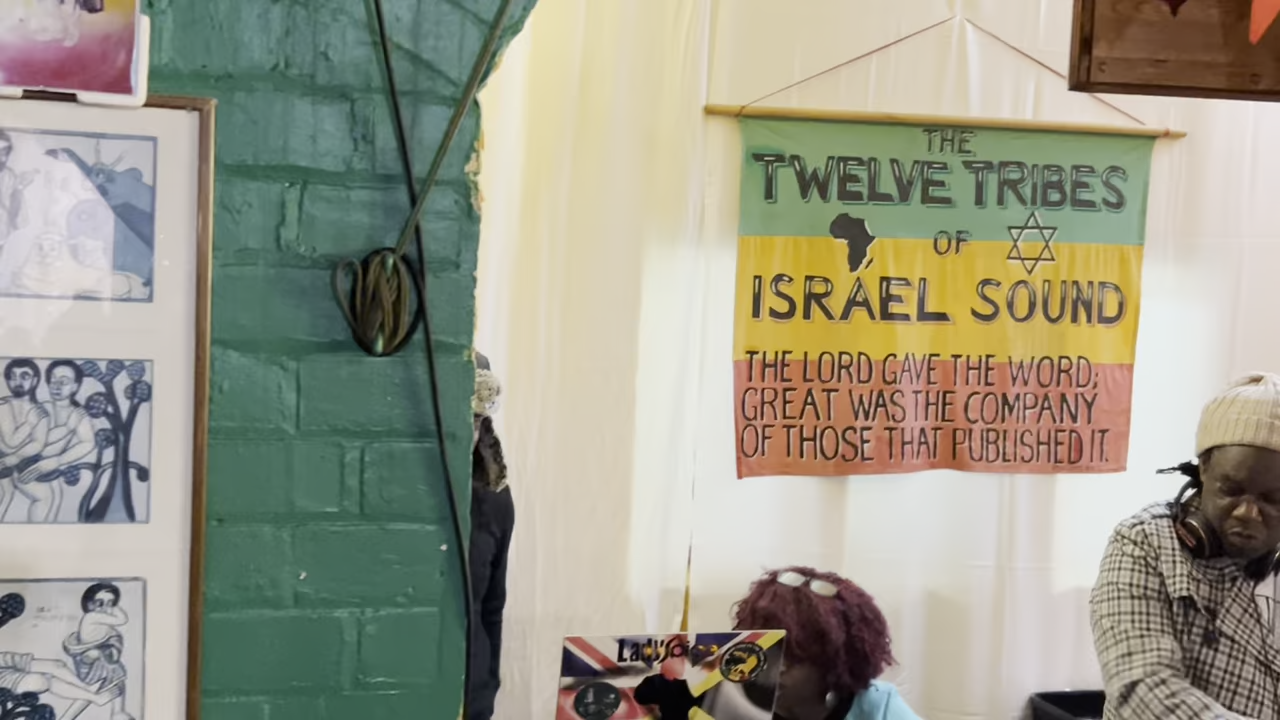 THE
TWELVE TRIBES
OF
ISRAEL SOUND
THE LORD GAVE THE WORD;
GREAT WAS THE COMPANY
OF THOSE THAT PUBLISHED IT.